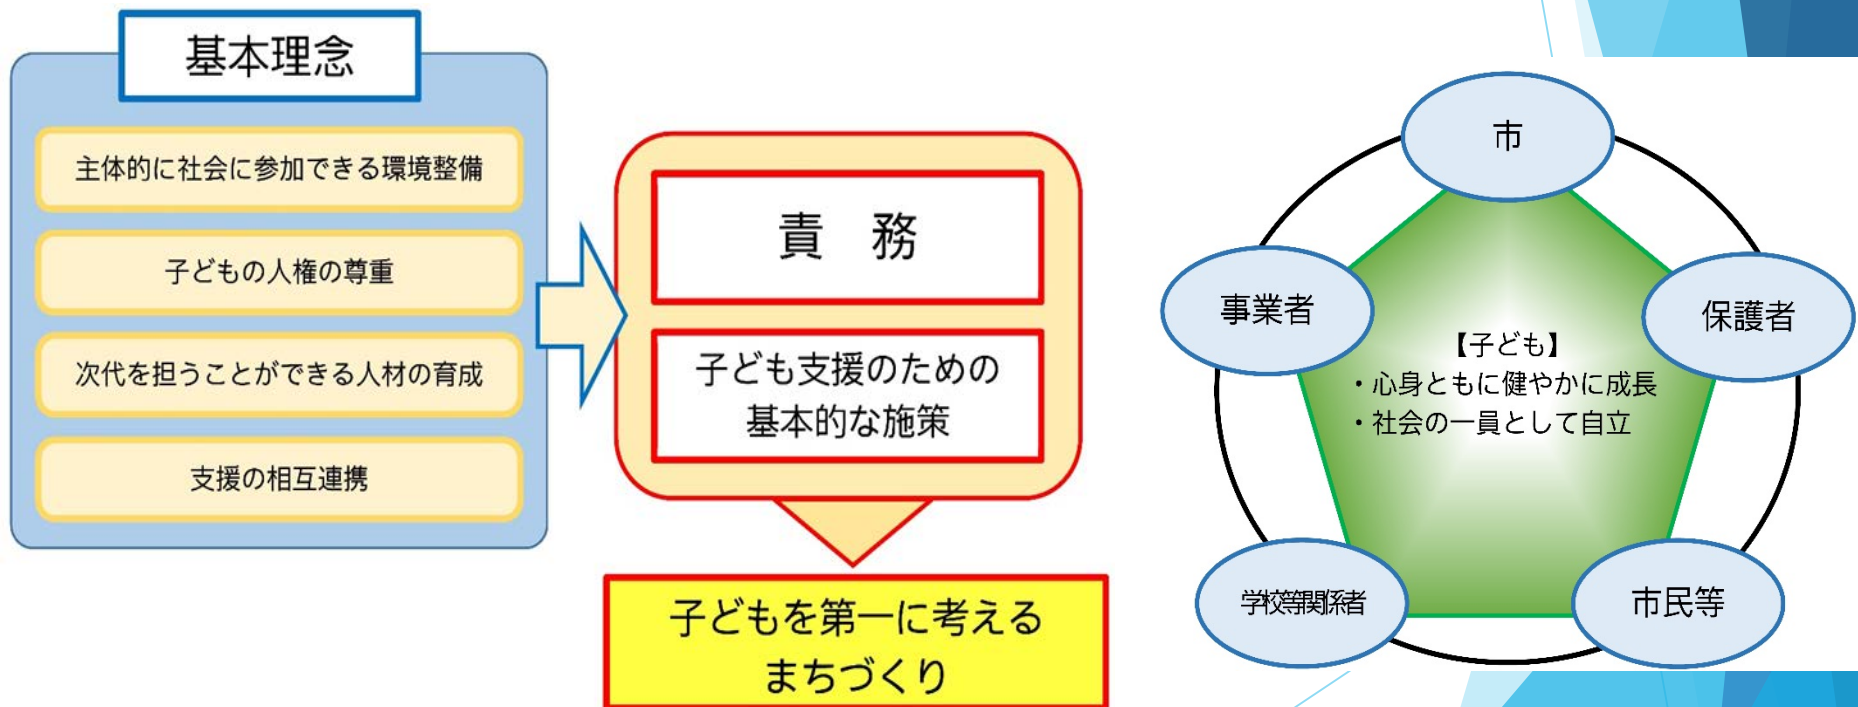 基本理念
主体的に社会に参加できる環境整備
子どもの人権の尊重
次代を担うことができる人材の育成
支援の相互連携
責　務
子ども支援のための
基本的な施策
子どもを第一に考える
まちづくり
市
事業者
保護者
【子ども】
・心身ともに健やかに成長
・社会の一員として自立
学校等関係者
市民等